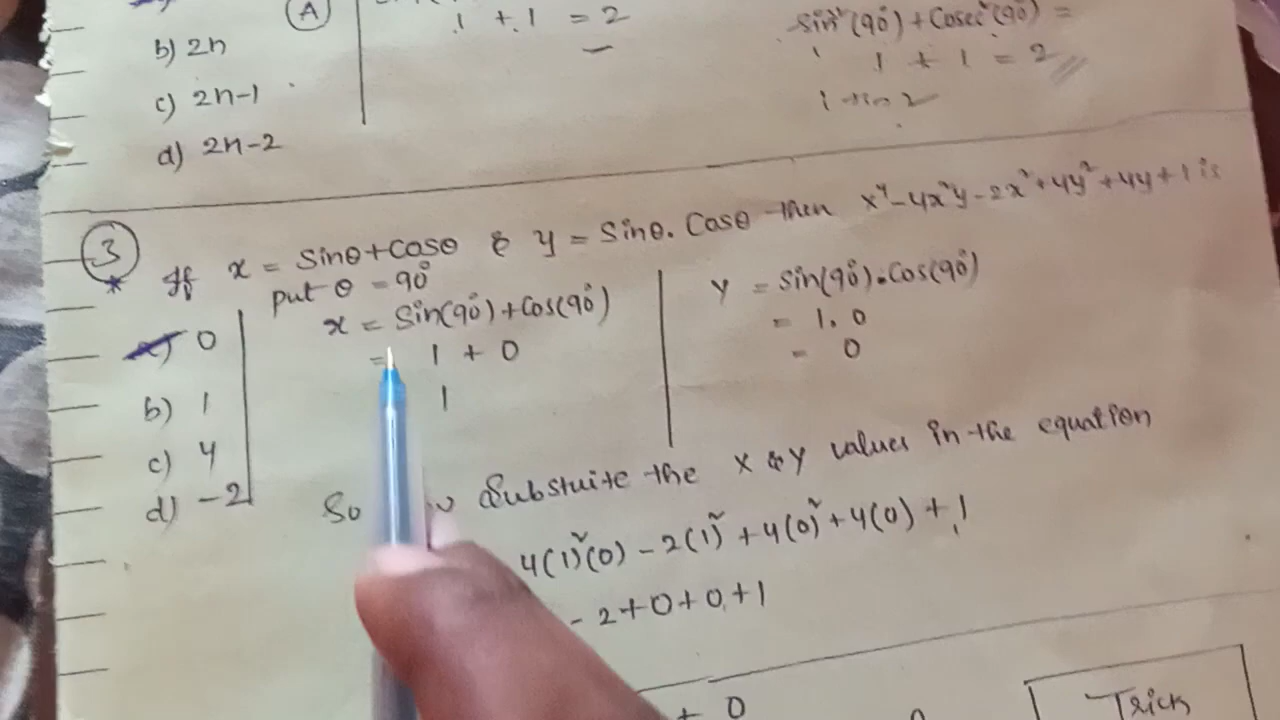 A
1 + 1 = 2
b) 2n
c) 2n-1
d) 2n-2
sin²(90°) + Cosec²(90°) =
1 + 1 = 2
3
* If x = sinθ+cosθ & y = sinθ. Cosθ then x⁴-4x²y-2x²+4y²+4y+1 is
put θ = 90°
a) 0
b) 1
c) 4
d) -2
x = sin(90°)+cos(90°)
= 1 + 0
1
Y = sin(90°).cos(90°)
= 1. 0
= 0
So Substuite the x & y values in the equation
4(1)²(0) - 2(1)² + 4(0)² + 4(0) + 1
- 2+0+0+1
+ 0
Trick